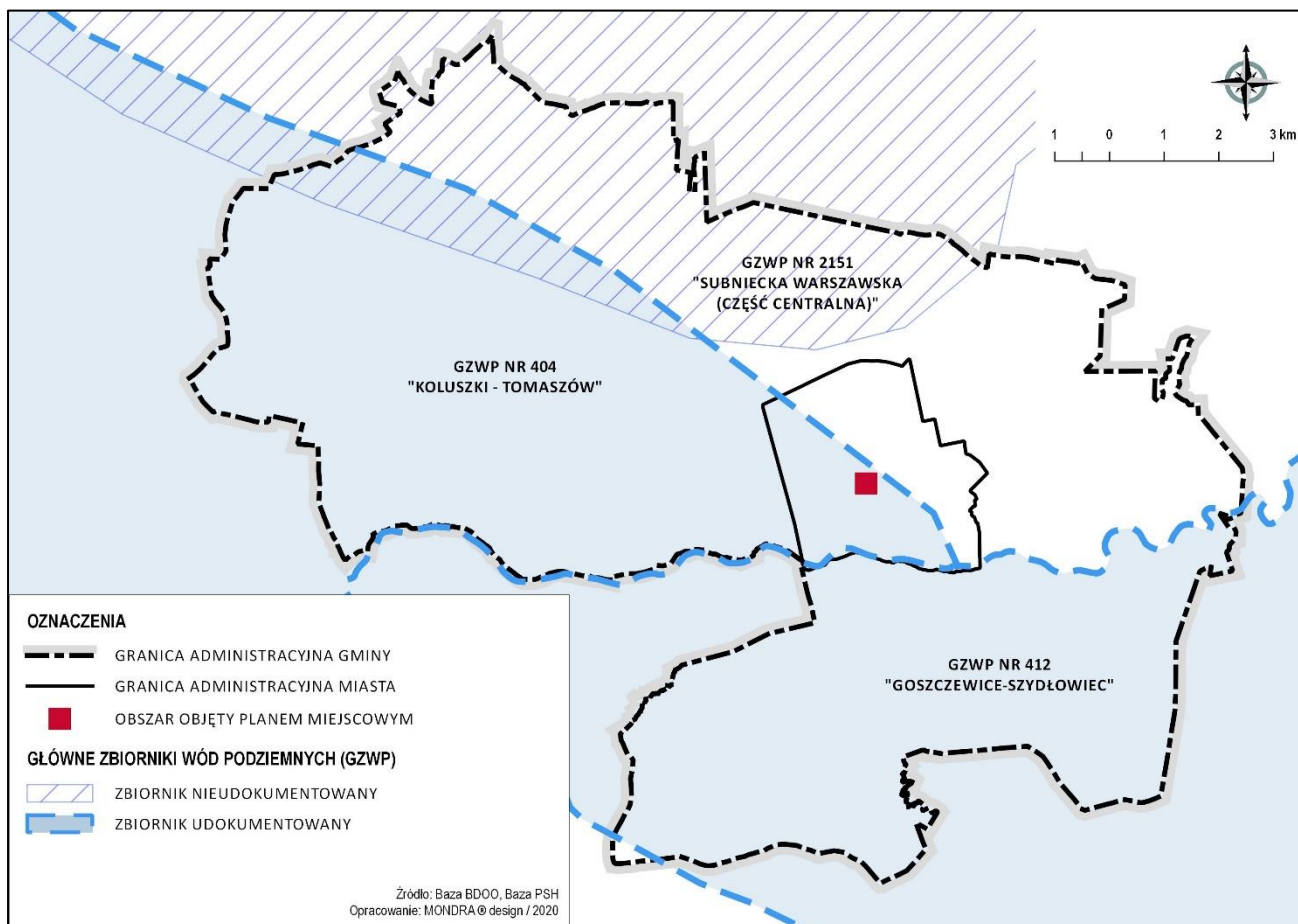 1 0 1 2 3 km
GZWP NR 2151
"SUBNIECKA WARSZAWSKA
(CZĘŚĆ CENTRALNA)"
GZWP NR 404
"KOLUSZKI - TOMASZÓW"
GZWP NR 412
"GOSZCZEWICE-SZYDŁOWIEC"
OZNACZENIA
GRANICA ADMINISTRACYJNA GMINY
GRANICA ADMINISTRACYJNA MIASTA
OBSZAR OBJĘTY PLANEM MIEJSCOWYM
GŁÓWNE ZBIORNIKI WÓD PODZIEMNYCH (GZWP)
ZBIORNIK NIEUDOKUMENTOWANY
ZBIORNIK UDOKUMENTOWANY
Źródło: Baza BDOO, Baza PSH
Opracowanie: MONDRA ® design / 2020